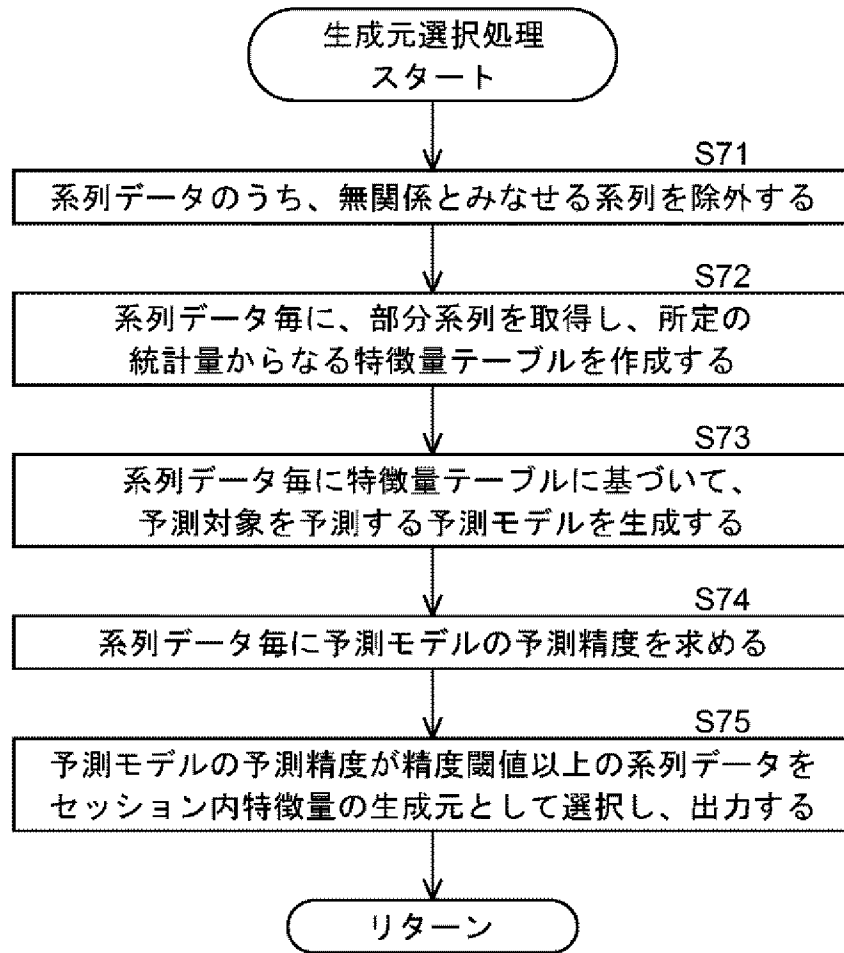 生成元選択処理
スタート
S71
系列データのうち、無関係とみなせる系列を除外する
S72
系列データ毎に、部分系列を取得し、所定の
統計量からなる特徴量テーブルを作成する
S73
系列データ毎に特徴量テーブルに基づいて、
予測対象を予測する予測モデルを生成する
S74
系列データ毎に予測モデルの予測精度を求める
S75
予測モデルの予測精度が精度閾値以上の系列データを
セッション内特徴量の生成元として選択し、出力する
リターン